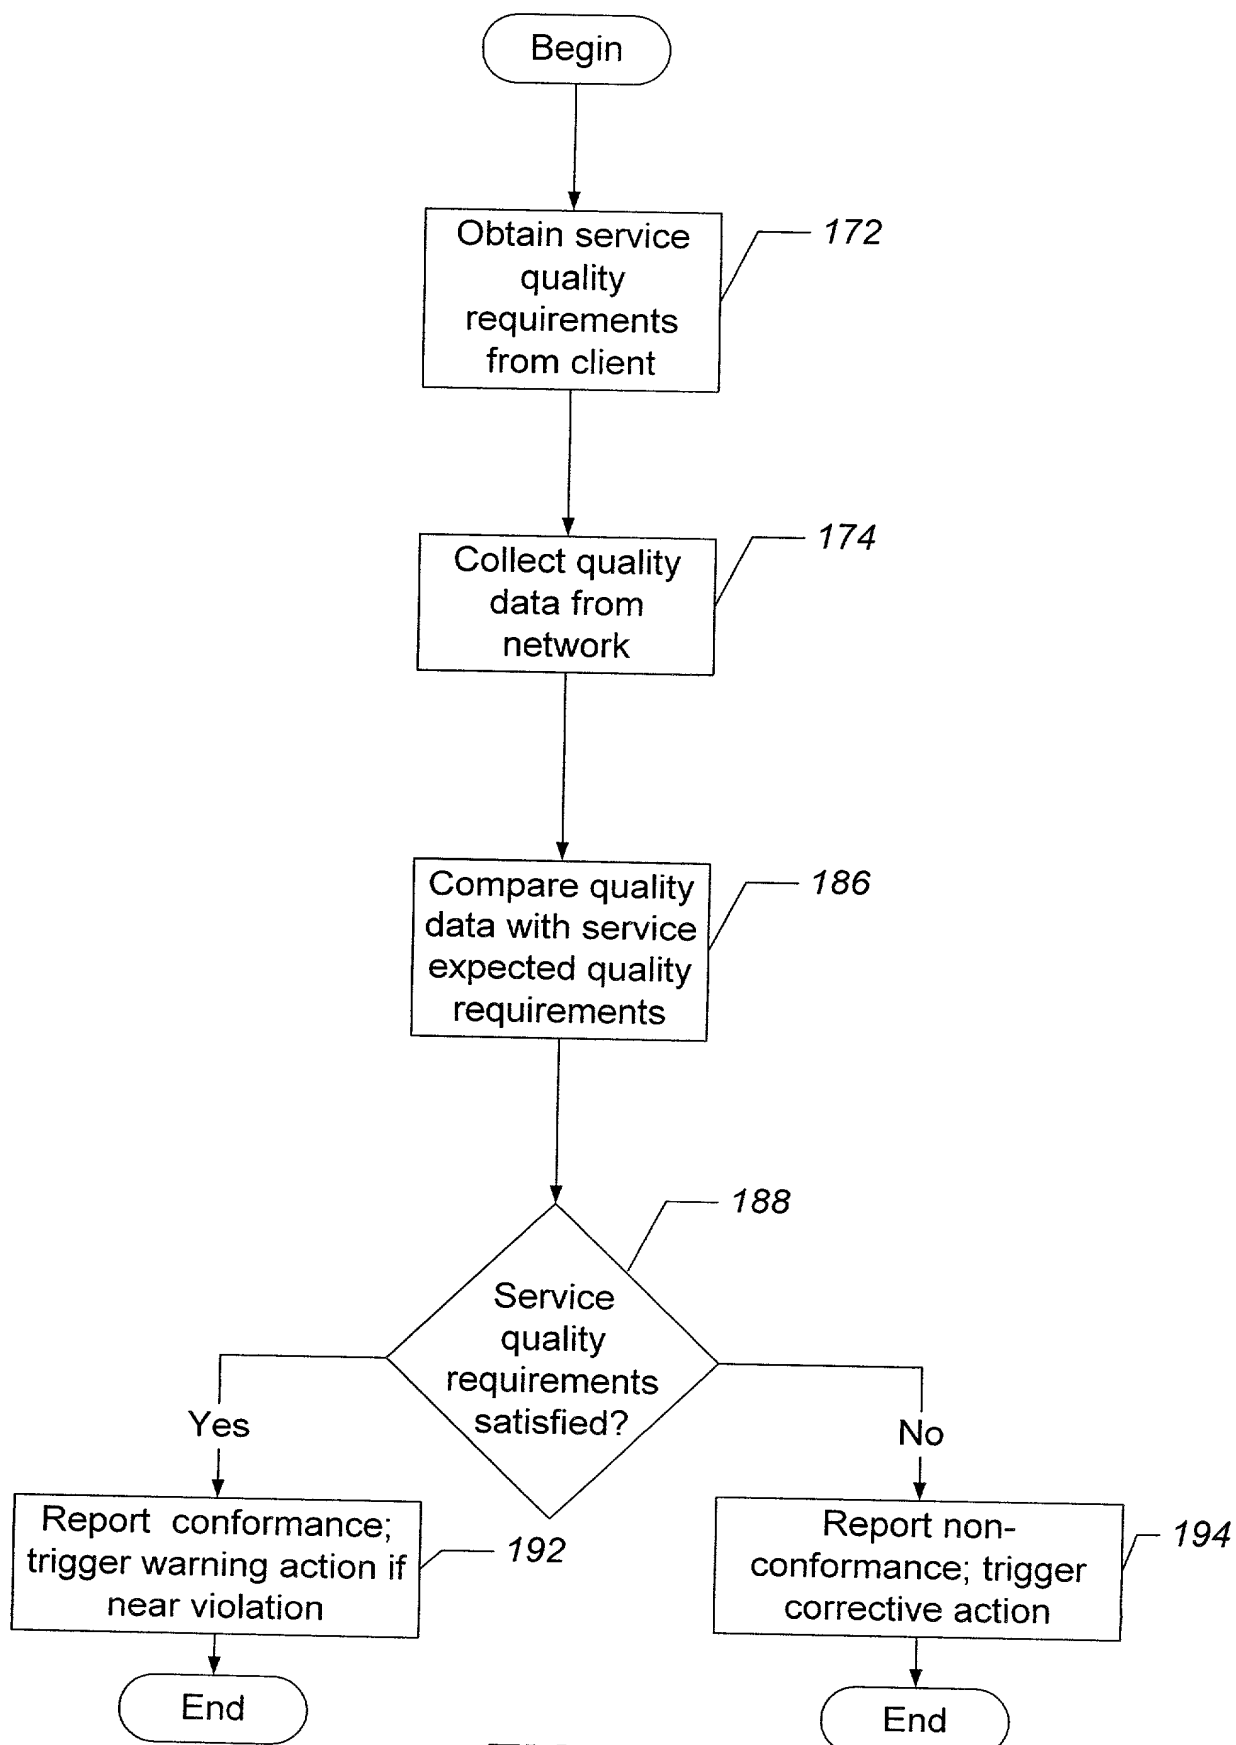 Begin
Obtain service
quality
requirements
from client
172
Collect quality
data from
network
174
Compare quality
data with service
expected quality
requirements
186
188
Service
quality
requirements
satisfied?
Yes
No
Report conformance;
trigger warning action if
near violation
192
Report non-
conformance; trigger
corrective action
194
End
End